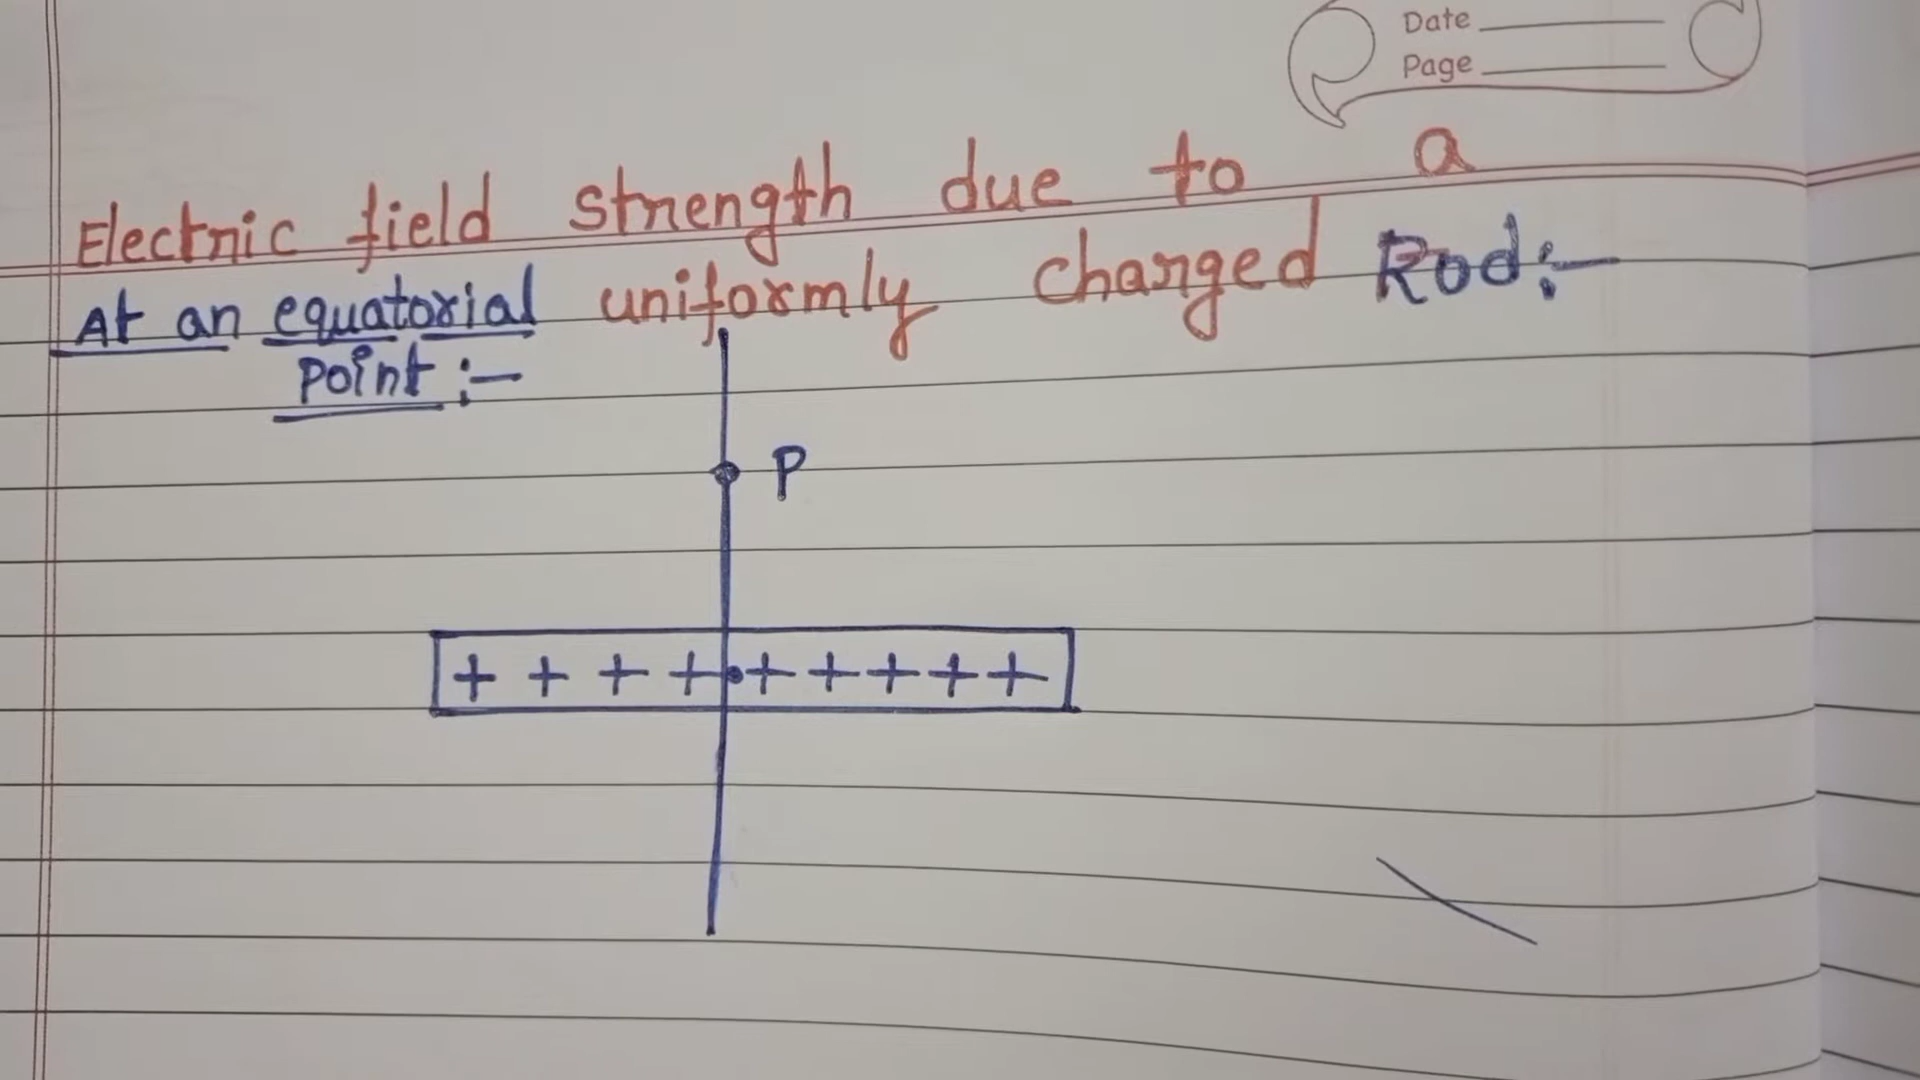 Date
Page
Electric field strength due to a
uniformly charged Rod:-
At an equatorial
point :-
P
+ + + + + + + + +